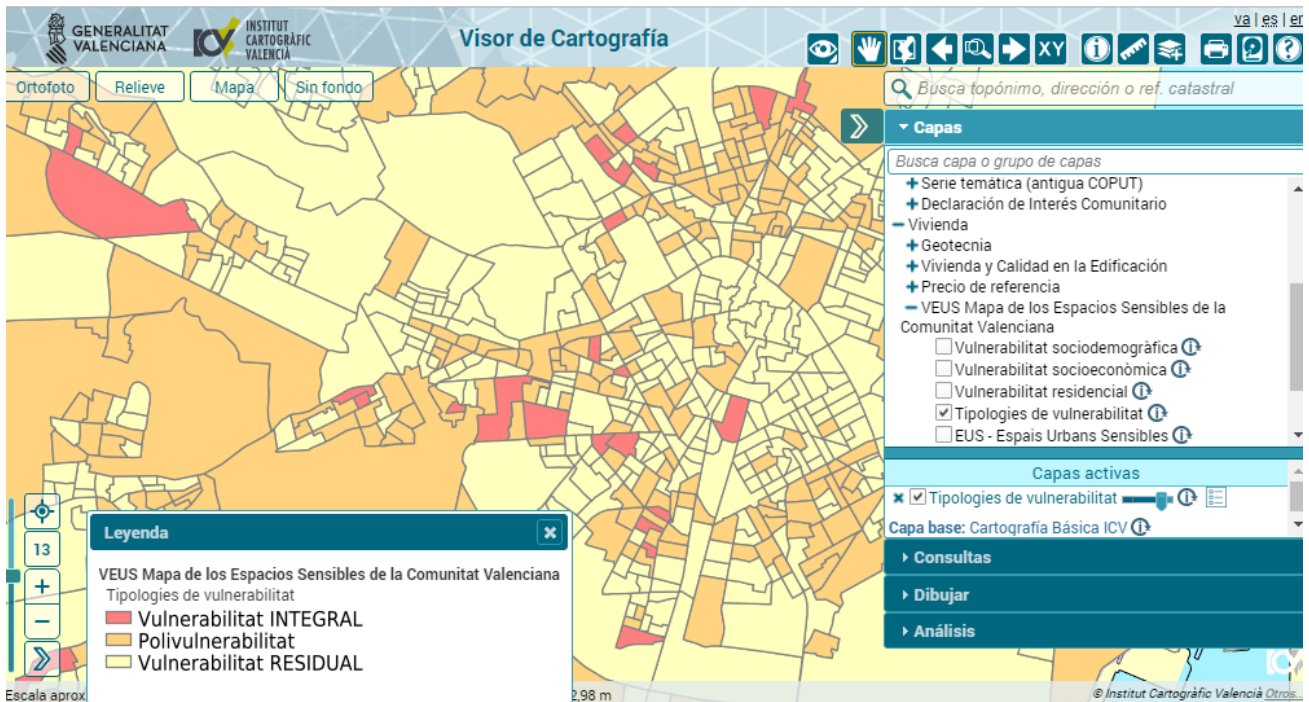 GENERALITAT
VALENCIANA
INSTITUT
CARTOGRÀFIC
VALENCIÀ
Visor de Cartografía
va | es | en
XY
Ortofoto
Relieve
Mapa
Sin fondo
Busca topónimo, dirección o ref. catastral
Capas
Busca capa o grupo de capas
Serie temática (antigua COPUT)
Declaración de Interés Comunitario
Vivienda
Geotecnia
Vivienda y Calidad en la Edificación
Precio de referencia
VEUS Mapa de los Espacios Sensibles de la
Comunitat Valenciana
Vulnerabilitat sociodemogràfica
Vulnerabilitat socioeconòmica
Vulnerabilitat residencial
Tipologies de vulnerabilitat
EUS - Espais Urbans Sensibles
Capas activas
Tipologies de vulnerabilitat
Capa base: Cartografía Básica ICV
Consultas
Dibujar
Análisis
13
Leyenda
VEUS Mapa de los Espacios Sensibles de la Comunitat Valenciana
Tipologies de vulnerabilitat
Vulnerabilitat INTEGRAL
Polivulnerabilitat
Vulnerabilitat RESIDUAL
Escala aprox
2,98 m
© Institut Cartogràfic Valencià Otros...